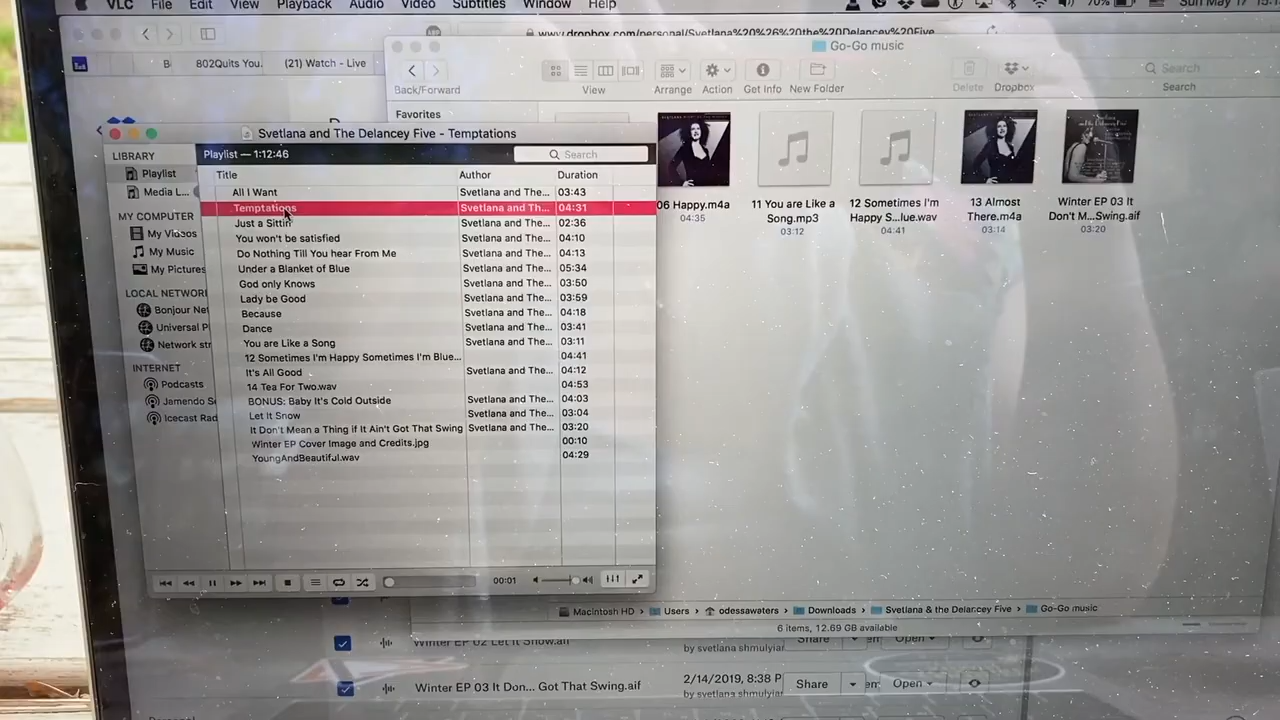 VLC File Edit View Playback Audio Video Subtitles Window Help 70% Sun May 17
www.dropbox.com/personal/Svetlana%20%26%20the%20Delancey%20Five
802Quits You. (21) Watch - Live
Go-Go music
Back/Forward View Arrange Action Get Info New Folder Delete Dropbox Search
Search
Favorites
Svetlana and The Delancey Five - Temptations
LIBRARY
Playlist
Media L...
MY COMPUTER
My Videos
My Music
My Pictures
LOCAL NETWOR
Bonjour Net
Universal P
Network str
INTERNET
Podcasts
Jamendo Se
Icecast Rad
Playlist — 1:12:46 Search
Title Author Duration
All I Want Svetlana and The... 03:43
Temptations Svetlana and Th... 04:31
Just a Sittin Svetlana and The... 02:36
You won't be satisfied Svetlana and The... 04:10
Do Nothing Till You hear From Me Svetlana and The... 04:13
Under a Blanket of Blue Svetlana and The... 05:34
God only Knows Svetlana and The... 03:50
Lady be Good Svetlana and The... 03:59
Because Svetlana and The... 04:18
Dance Svetlana and The... 03:41
You are Like a Song Svetlana and The... 03:11
12 Sometimes I'm Happy Sometimes I'm Blue... 04:41
It's All Good Svetlana and The... 04:12
14 Tea For Two.wav 04:53
BONUS: Baby It's Cold Outside Svetlana and The... 04:03
Let It Snow Svetlana and The... 03:04
It Don't Mean a Thing if It Ain't Got That Swing Svetlana and The... 03:20
Winter EP Cover Image and Credits.jpg 00:10
YoungAndBeautiful.wav 04:29
00:01
06 Happy.m4a
04:35
11 You are Like a
Song.mp3
03:12
12 Sometimes I'm
Happy S...lue.wav
04:41
13 Almost
There.m4a
03:14
Winter EP 03 It
Don't M...Swing.aif
03:20
Macintosh HD › Users › odessawaters › Downloads › Svetlana & the Delancey Five › Go-Go music
6 items, 12.69 GB available
Winter EP 02 Let It Snow.aif Share Open
by svetlana shmulyian
Winter EP 03 It Don... Got That Swing.aif 2/14/2019, 8:38 P Share Open
by svetlana shmulyian